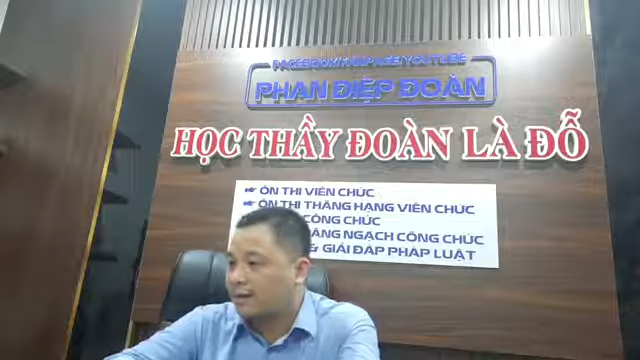 FACEBOOK/FANPAGE/YOUTUBE
PHAN ĐIỆP ĐOÀN
HỌC THẦY ĐOÀN LÀ ĐỖ
ÔN THI VIÊN CHỨC
ÔN THI THĂNG HẠNG VIÊN CHỨC
CÔNG CHỨC
NGẠCH CÔNG CHỨC
& GIẢI ĐÁP PHÁP LUẬT